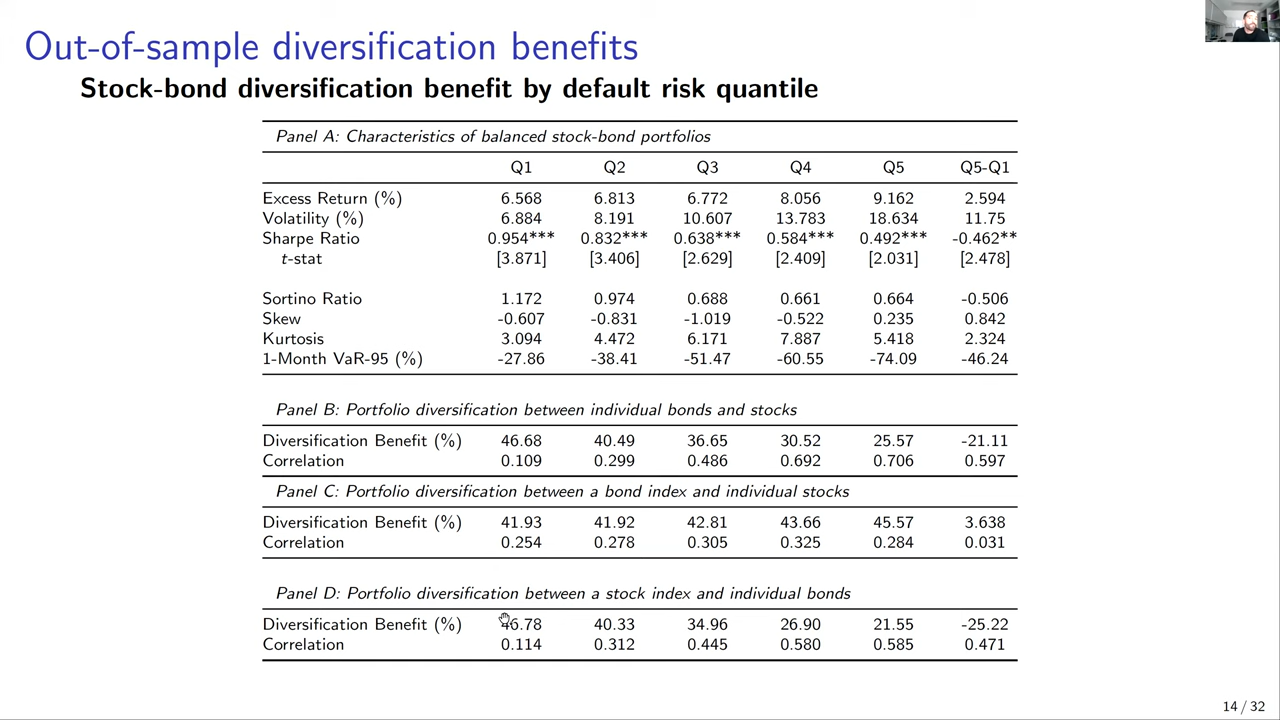 Out-of-sample diversification benefits
Stock-bond diversification benefit by default risk quantile
Panel A: Characteristics of balanced stock-bond portfolios
Q1 Q2 Q3 Q4 Q5 Q5-Q1
Excess Return (%) 6.568 6.813 6.772 8.056 9.162 2.594
Volatility (%) 6.884 8.191 10.607 13.783 18.634 11.75
Sharpe Ratio 0.954*** 0.832*** 0.638*** 0.584*** 0.492*** -0.462**
t-stat [3.871] [3.406] [2.629] [2.409] [2.031] [2.478]
Sortino Ratio 1.172 0.974 0.688 0.661 0.664 -0.506
Skew -0.607 -0.831 -1.019 -0.522 0.235 0.842
Kurtosis 3.094 4.472 6.171 7.887 5.418 2.324
1-Month VaR-95 (%) -27.86 -38.41 -51.47 -60.55 -74.09 -46.24
Panel B: Portfolio diversification between individual bonds and stocks
Diversification Benefit (%) 46.68 40.49 36.65 30.52 25.57 -21.11
Correlation 0.109 0.299 0.486 0.692 0.706 0.597
Panel C: Portfolio diversification between a bond index and individual stocks
Diversification Benefit (%) 41.93 41.92 42.81 43.66 45.57 3.638
Correlation 0.254 0.278 0.305 0.325 0.284 0.031
Panel D: Portfolio diversification between a stock index and individual bonds
Diversification Benefit (%) 46.78 40.33 34.96 26.90 21.55 -25.22
Correlation 0.114 0.312 0.445 0.580 0.585 0.471
14 / 32